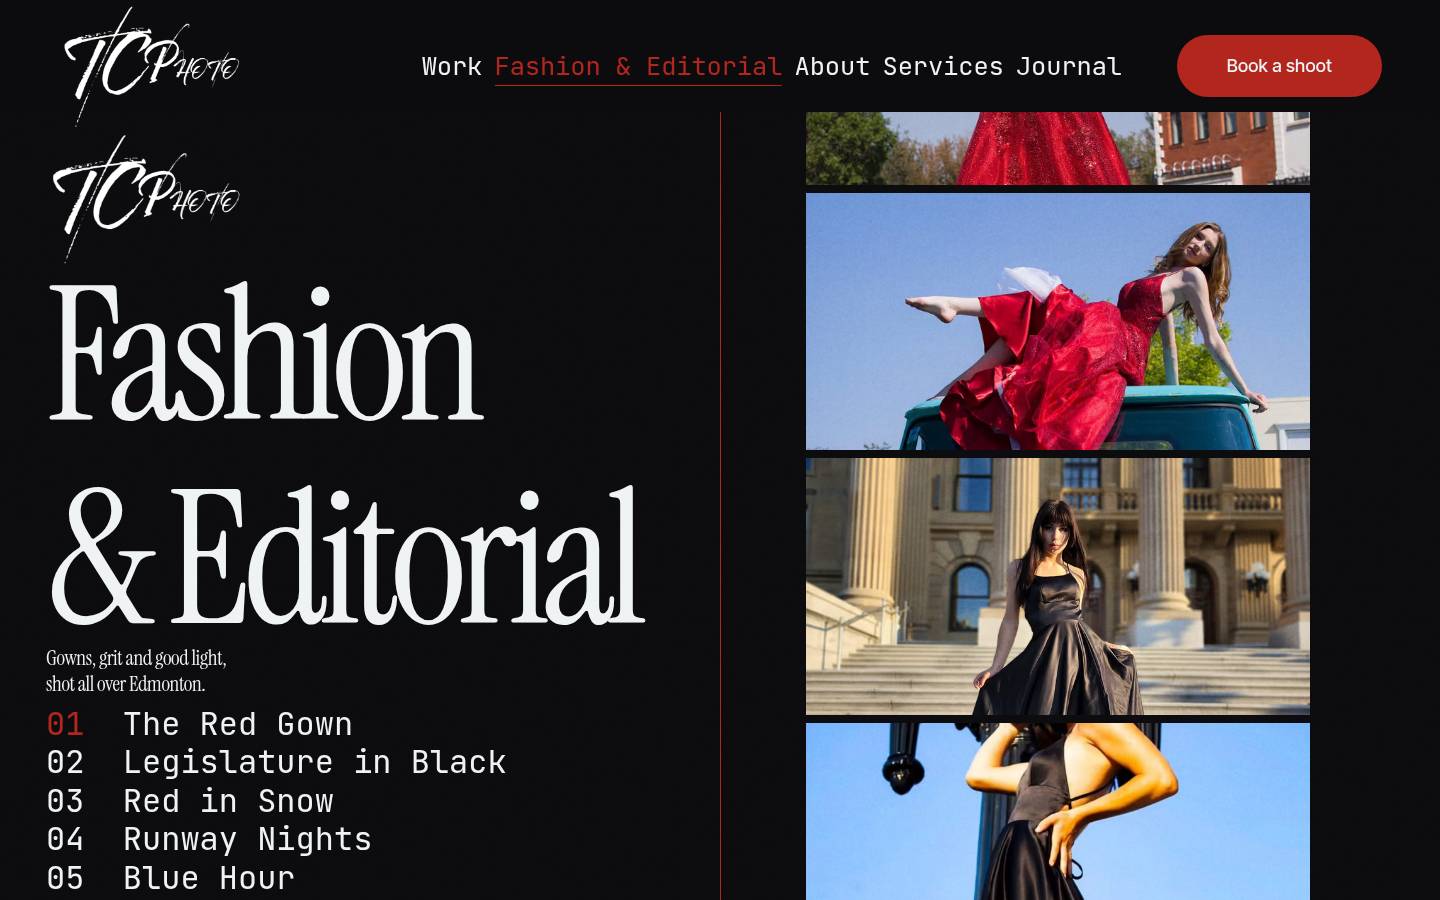 TCPHOTO
Work Fashion & Editorial About Services Journal
Book a shoot
TCPHOTO
Fashion
& Editorial
Gowns, grit and good light,
shot all over Edmonton.
01 The Red Gown
02 Legislature in Black
03 Red in Snow
04 Runway Nights
05 Blue Hour